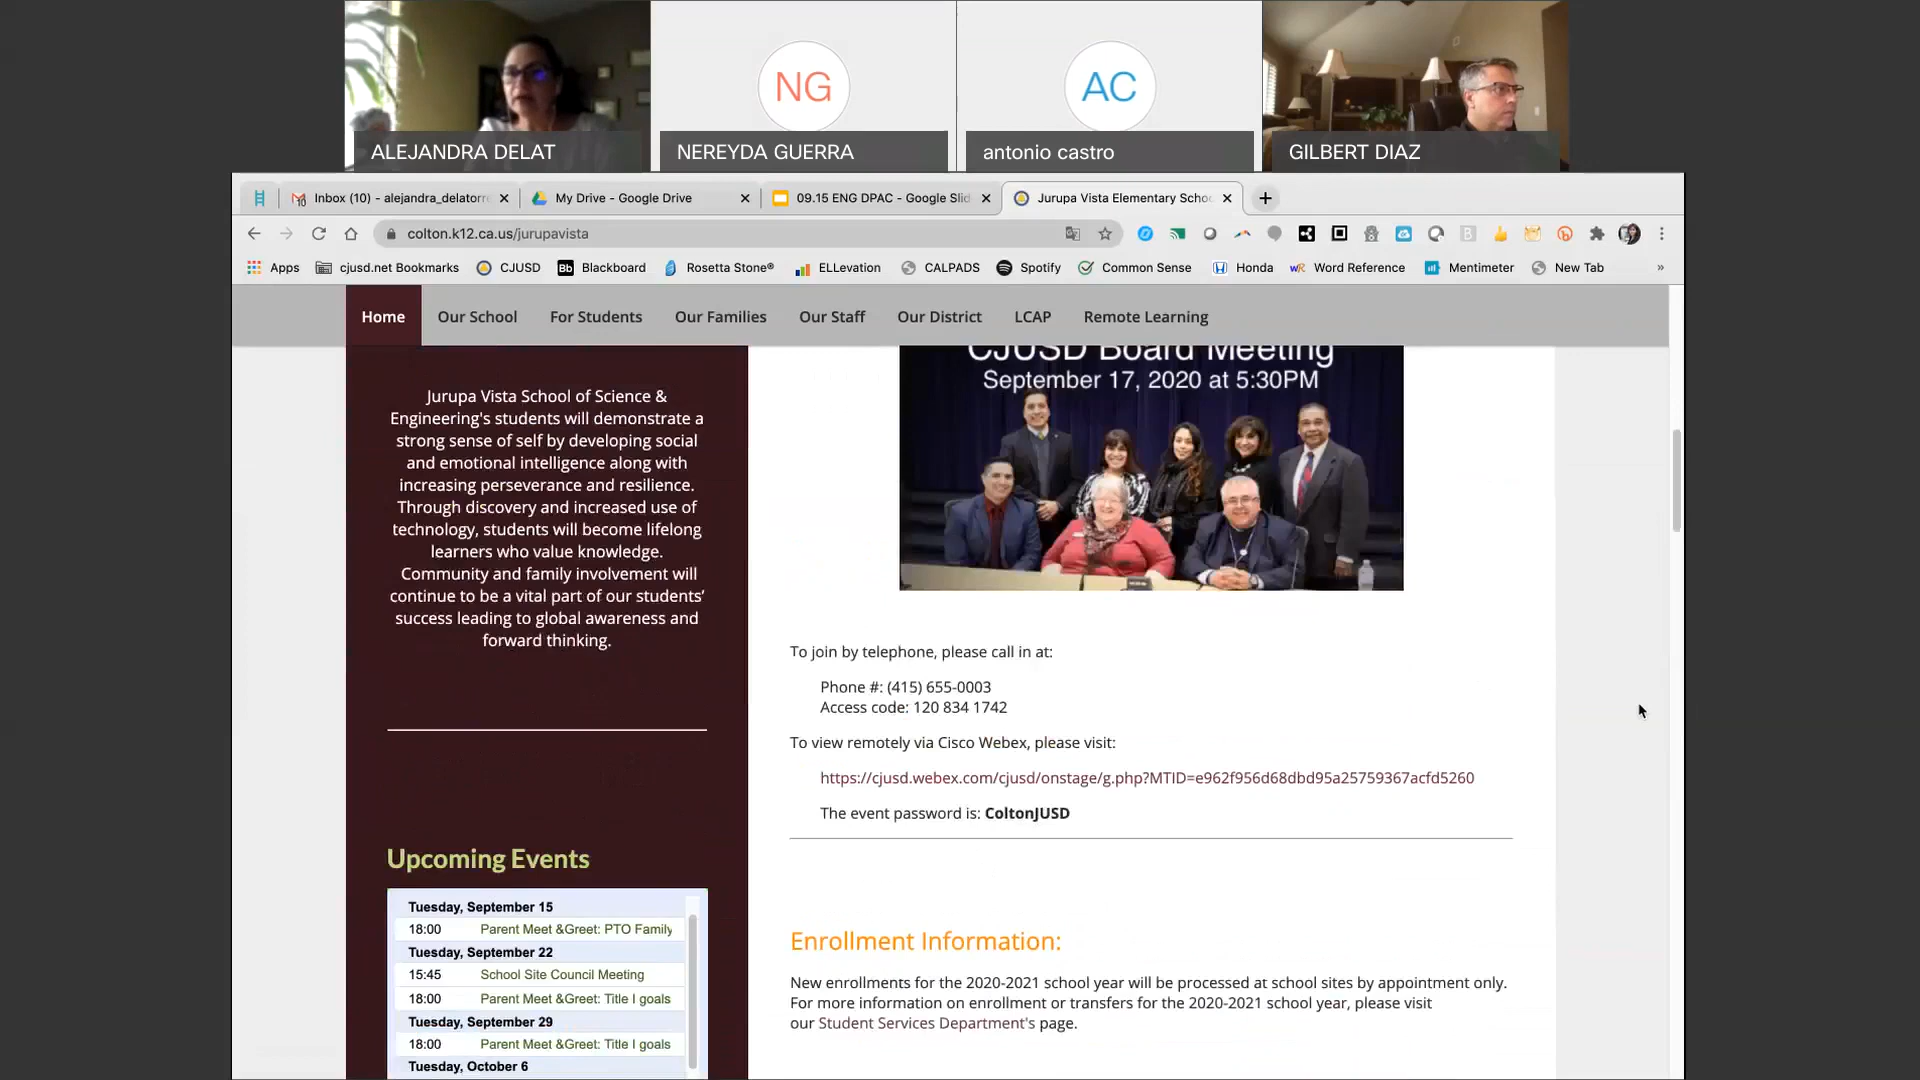 NG
AC
ALEJANDRA DELAT
NEREYDA GUERRA
antonio castro
GILBERT DIAZ
Inbox (10) - alejandra_delatorre
My Drive - Google Drive
09.15 ENG DPAC - Google Slid
Jurupa Vista Elementary Schoo
colton.k12.ca.us/jurupavista
Apps
cjusd.net Bookmarks
CJUSD
Bb
Blackboard
Rosetta Stone®
ELLevation
CALPADS
Spotify
Common Sense
Honda
Word Reference
Mentimeter
New Tab
»
Home
Our School
For Students
Our Families
Our Staff
Our District
LCAP
Remote Learning
Jurupa Vista School of Science &
Engineering's students will demonstrate a
strong sense of self by developing social
and emotional intelligence along with
increasing perseverance and resilience.
Through discovery and increased use of
technology, students will become lifelong
learners who value knowledge.
Community and family involvement will
continue to be a vital part of our students’
success leading to global awareness and
forward thinking.
Upcoming Events
Tuesday, September 15
18:00 Parent Meet &Greet: PTO Family
Tuesday, September 22
15:45 School Site Council Meeting
18:00 Parent Meet &Greet: Title I goals
Tuesday, September 29
18:00 Parent Meet &Greet: Title I goals
Tuesday, October 6
CJUSD Board Meeting
September 17, 2020 at 5:30PM
To join by telephone, please call in at:
Phone #: (415) 655-0003
Access code: 120 834 1742
To view remotely via Cisco Webex, please visit:
https://cjusd.webex.com/cjusd/onstage/g.php?MTID=e962f956d68dbd95a25759367acfd5260
The event password is: ColtonJUSD
Enrollment Information:
New enrollments for the 2020-2021 school year will be processed at school sites by appointment only.
For more information on enrollment or transfers for the 2020-2021 school year, please visit
our Student Services Department's page.